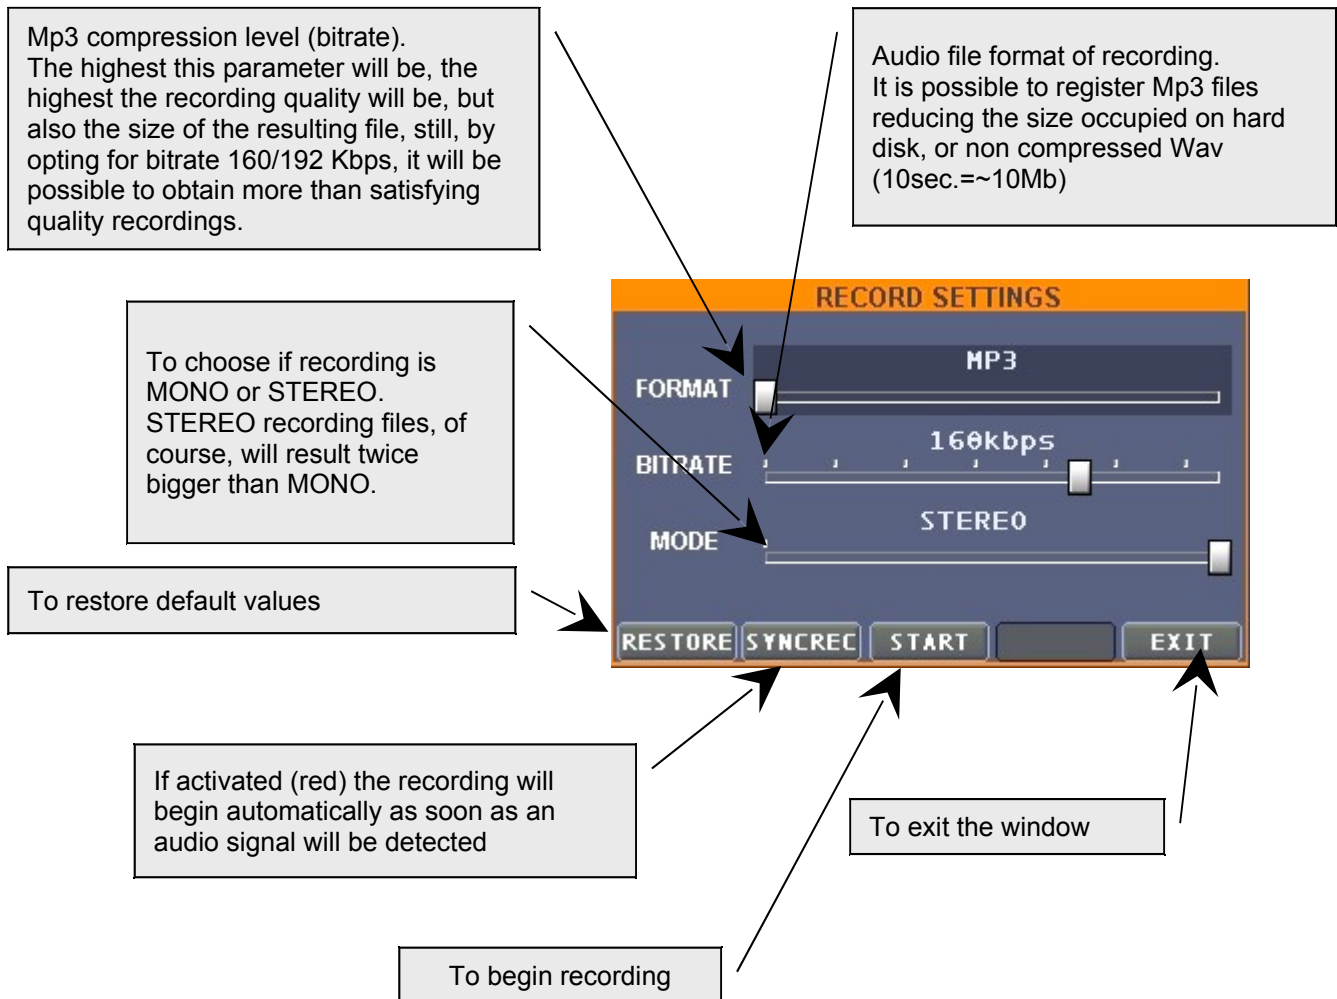 Mp3 compression level (bitrate).
The highest this parameter will be, the
highest the recording quality will be, but
also the size of the resulting file, still, by
opting for bitrate 160/192 Kbps, it will be
possible to obtain more than satisfying
quality recordings.
Audio file format of recording.
It is possible to register Mp3 files
reducing the size occupied on hard
disk, or non compressed Wav
(10sec.=~10Mb)
To choose if recording is
MONO or STEREO.
STEREO recording files, of
course, will result twice
bigger than MONO.
To restore default values
RECORD SETTINGS
MP3
FORMAT
160kbps
BITRATE
STEREO
MODE
RESTORE SYNCREC START EXIT
If activated (red) the recording will
begin automatically as soon as an
audio signal will be detected
To exit the window
To begin recording